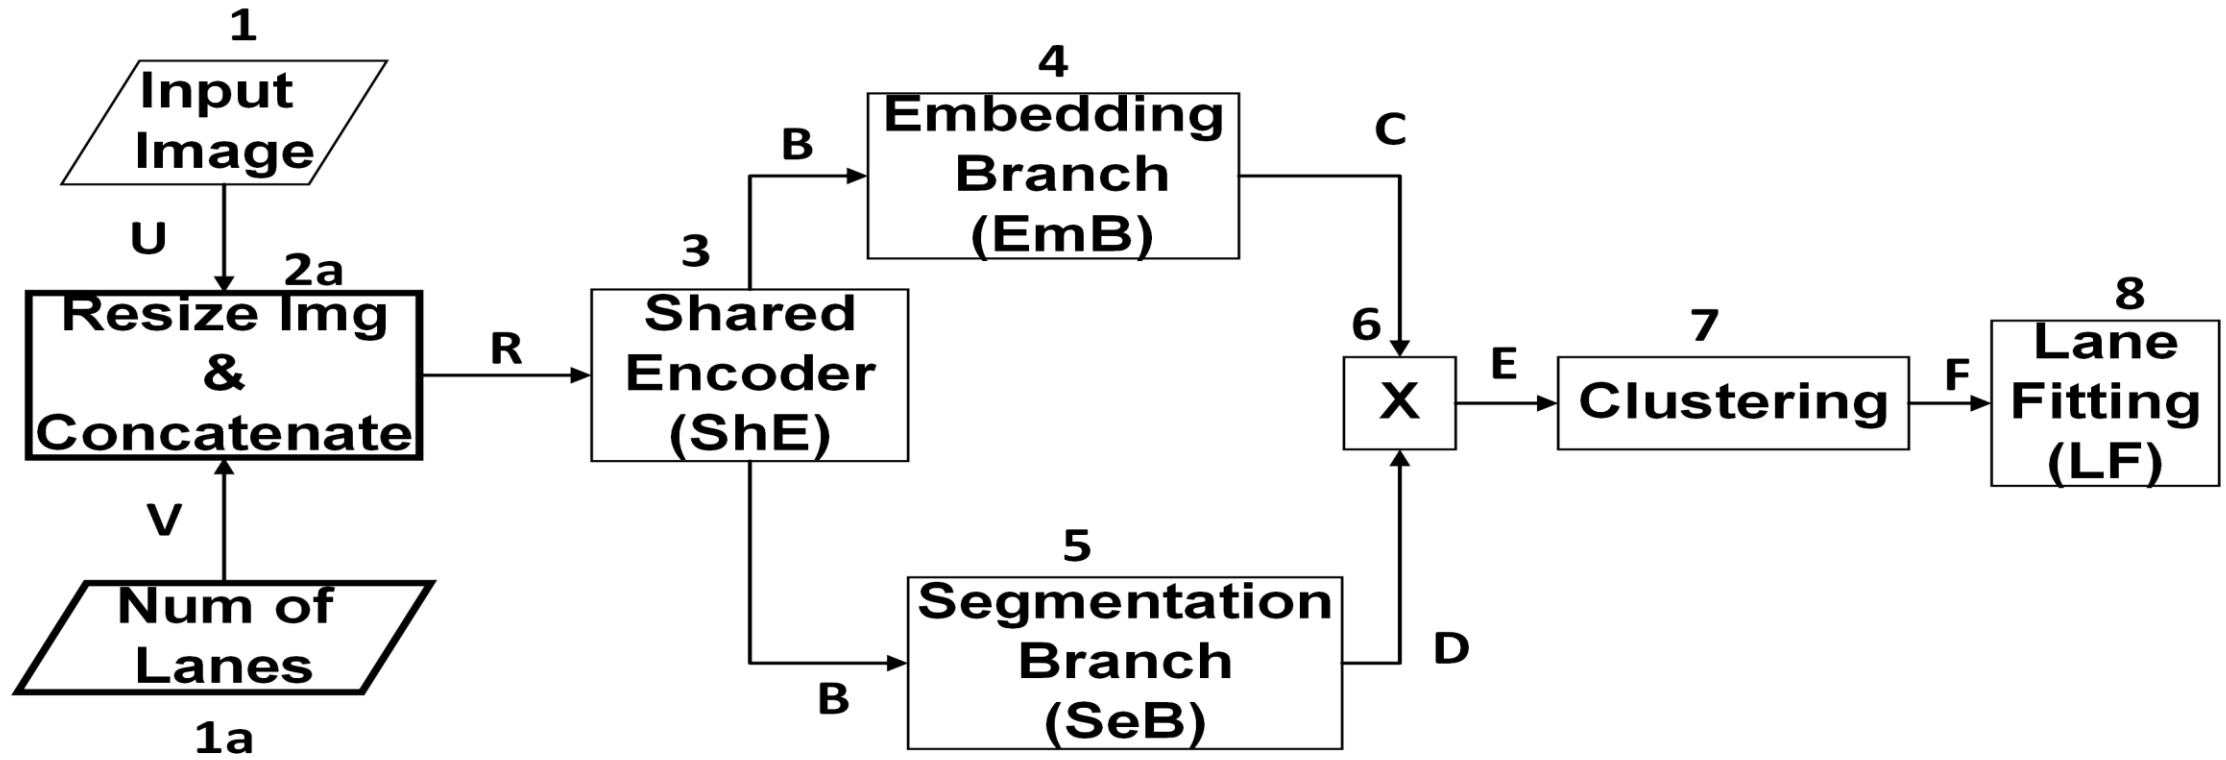 1
Input
Image
U
2a
Resize Img
&
Concatenate
V
Num of
Lanes
1a
R
3
Shared
Encoder
(ShE)
B
4
Embedding
Branch
(EmB)
C
B
5
Segmentation
Branch
(SeB)
D
6
X
E
7
Clustering
F
8
Lane
Fitting
(LF)